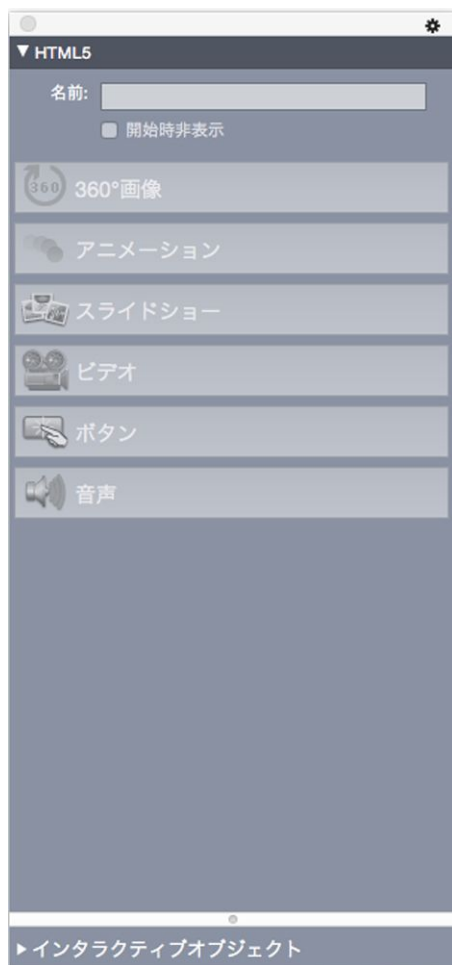 HTML5
名前:
開始時非表示
360 360°画像
アニメーション
スライドショー
ビデオ
ボタン
音声
インタラクティブオブジェクト